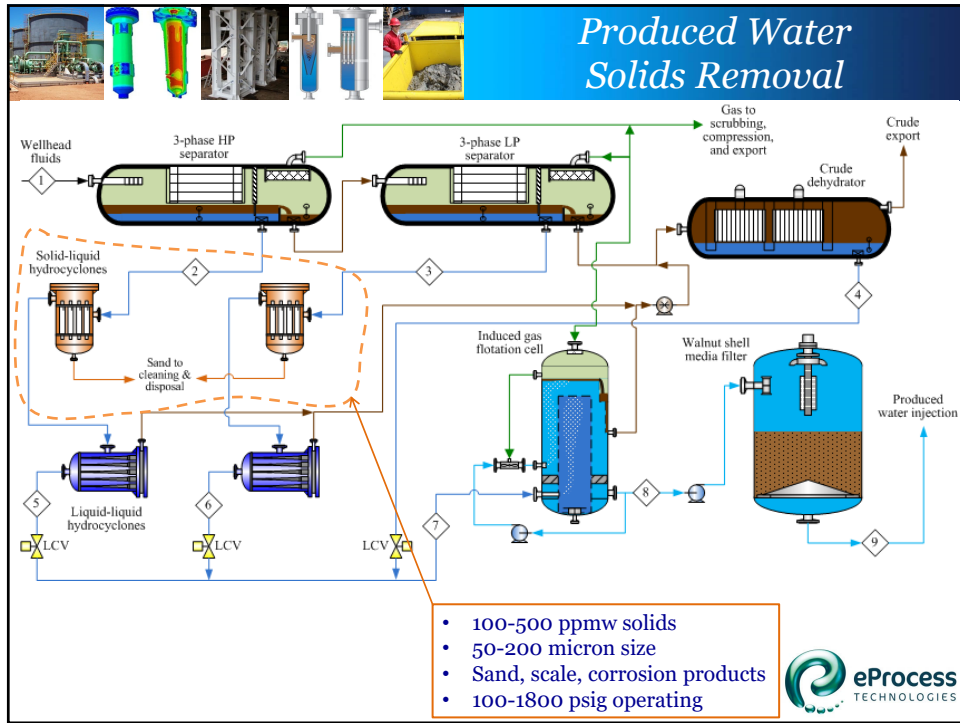 Produced Water
Solids Removal
Wellhead
fluids
1
3-phase HP
separator
3-phase LP
separator
Gas to
scrubbing,
compression,
and export
Crude
export
Crude
dehydrator
Solid-liquid
hydrocyclones
2
3
4
Sand to
cleaning &
disposal
Induced gas
flotation cell
Walnut shell
media filter
Produced
water injection
5
6
7
8
9
Liquid-liquid
hydrocyclones
LCV
LCV
LCV
• 100-500 ppmw solids
• 50-200 micron size
• Sand, scale, corrosion products
• 100-1800 psig operating
eProcess
TECHNOLOGIES